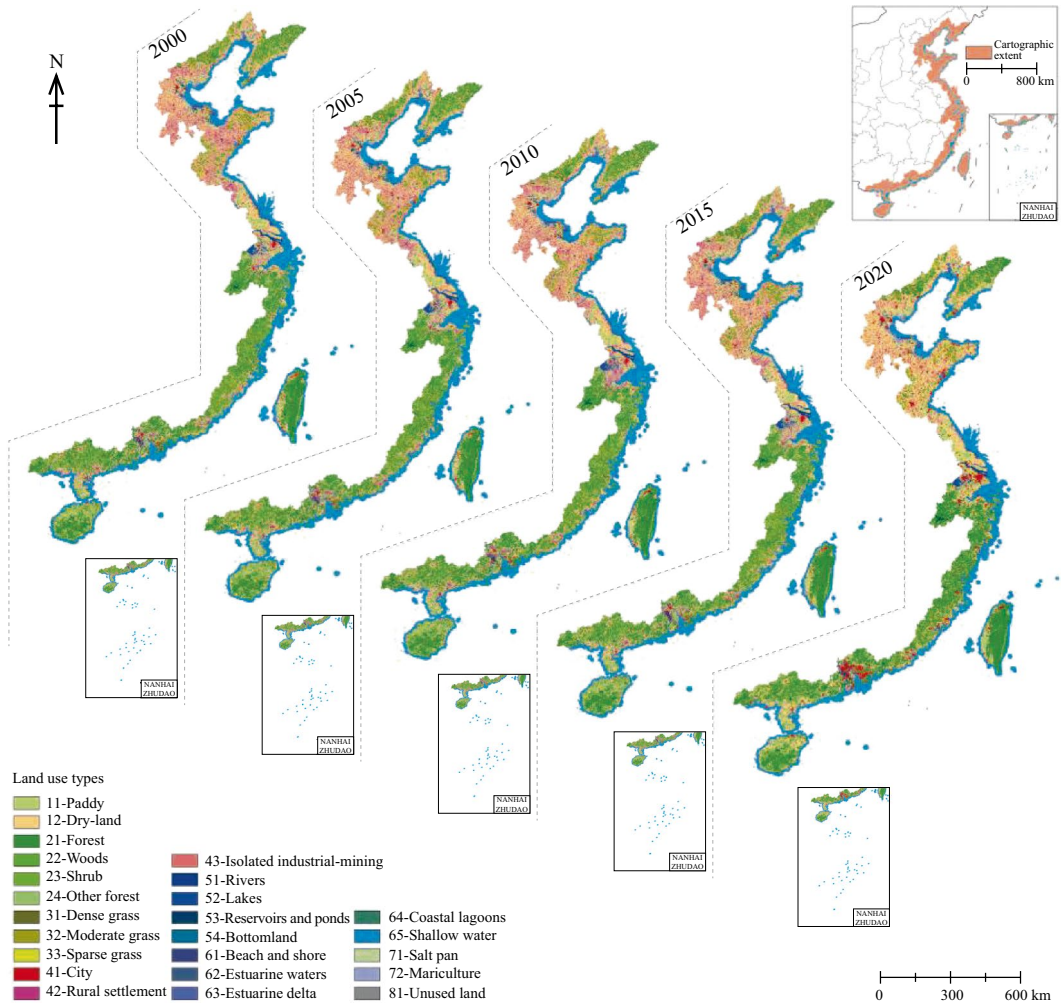 2000
N
2005
2010
2015
2020
Cartographic
extent
0 800 km
NANHAI
ZHUDAO
NANHAI
ZHUDAO
NANHAI
ZHUDAO
NANHAI
ZHUDAO
NANHAI
ZHUDAO
NANHAI
ZHUDAO
Land use types
11-Paddy
12-Dry-land
21-Forest
22-Woods
23-Shrub
24-Other forest
31-Dense grass
32-Moderate grass
33-Sparse grass
41-City
42-Rural settlement
43-Isolated industrial-mining
51-Rivers
52-Lakes
53-Reservoirs and ponds
54-Bottomland
61-Beach and shore
62-Estuarine waters
63-Estuarine delta
64-Coastal lagoons
65-Shallow water
71-Salt pan
72-Mariculture
81-Unused land
0 300 600 km